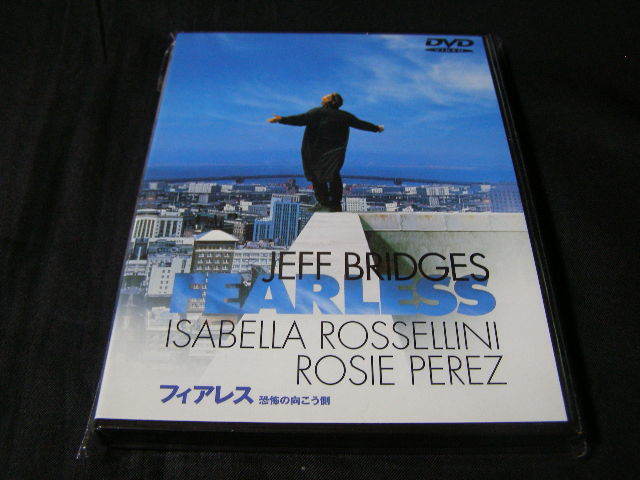 DVD
VIDEO
JEFF BRIDGES
FEARLESS
ISABELLA ROSSELLINI
ROSIE PEREZ
フィアレス 恐怖の向こう側